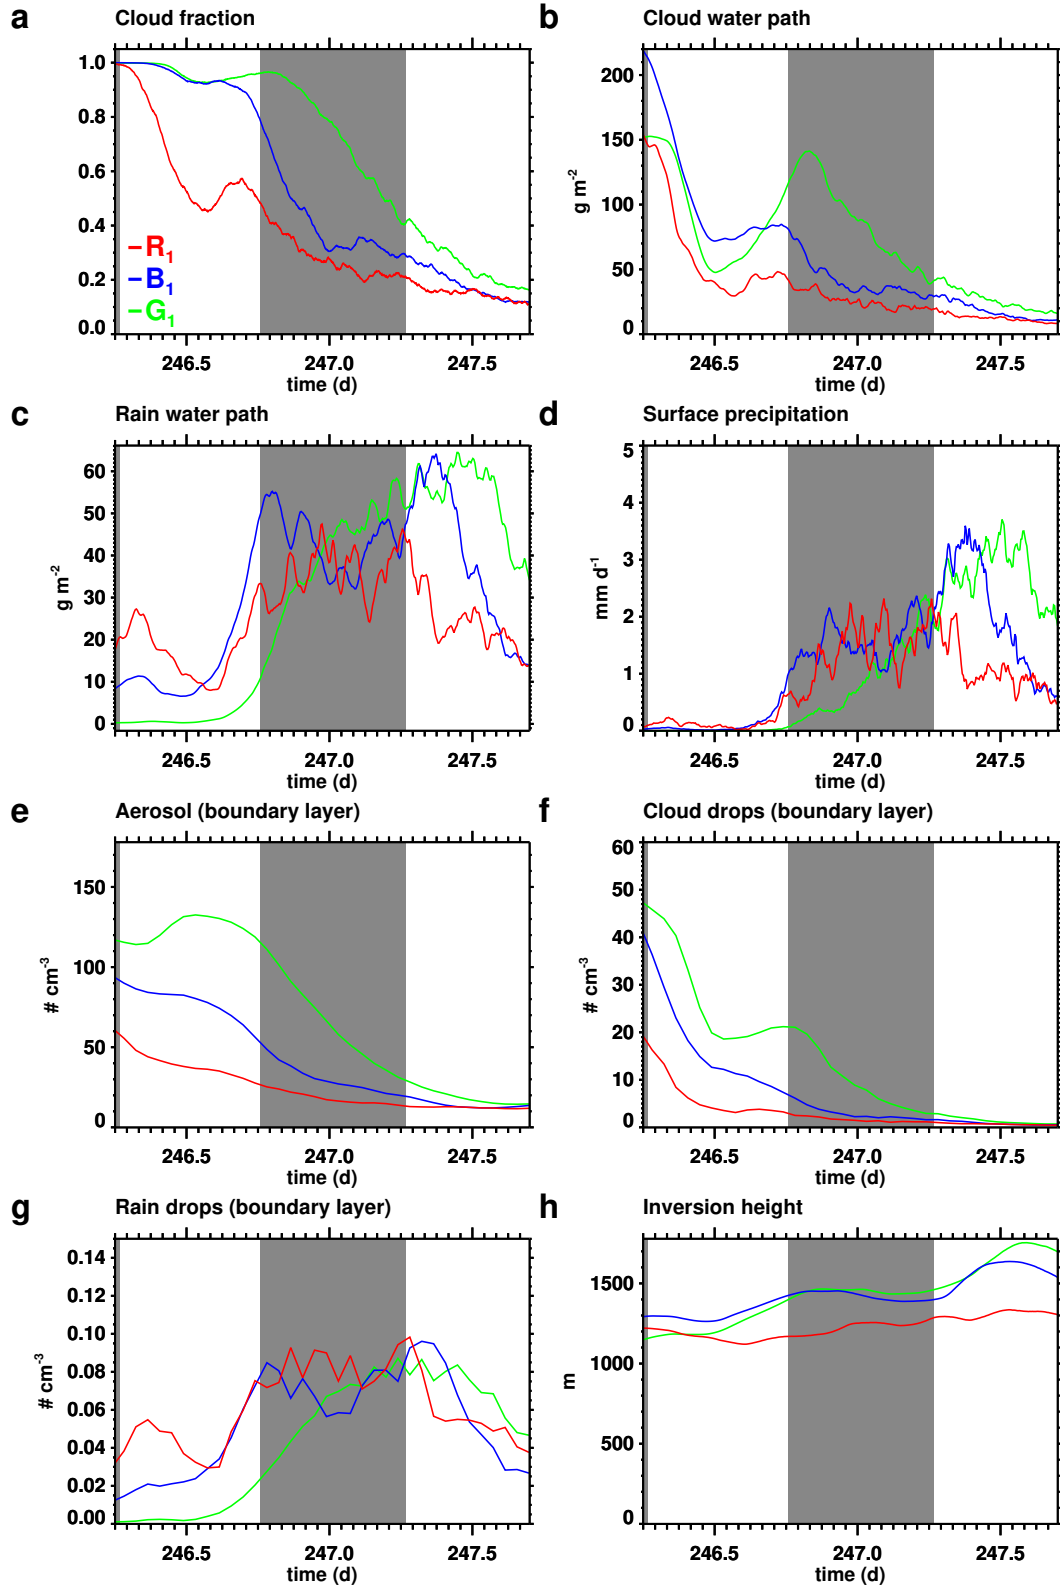 a Cloud fraction
1.0
0.8
0.6
0.4
0.2
0.0
–R1
–B1
–G1
246.5 247.0 247.5
time (d)
b Cloud water path
g m-2
200
150
100
50
0
246.5 247.0 247.5
time (d)
c Rain water path
g m-2
60
50
40
30
20
10
0
246.5 247.0 247.5
time (d)
d Surface precipitation
mm d-1
5
4
3
2
1
0
246.5 247.0 247.5
time (d)
e Aerosol (boundary layer)
# cm-3
150
100
50
0
246.5 247.0 247.5
time (d)
f Cloud drops (boundary layer)
# cm-3
60
50
40
30
20
10
0
246.5 247.0 247.5
time (d)
g Rain drops (boundary layer)
# cm-3
0.14
0.12
0.10
0.08
0.06
0.04
0.02
0.00
246.5 247.0 247.5
time (d)
h Inversion height
m
1500
1000
500
0
246.5 247.0 247.5
time (d)